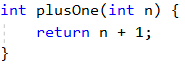 int plusOne(int n) {
    return n + 1;
}